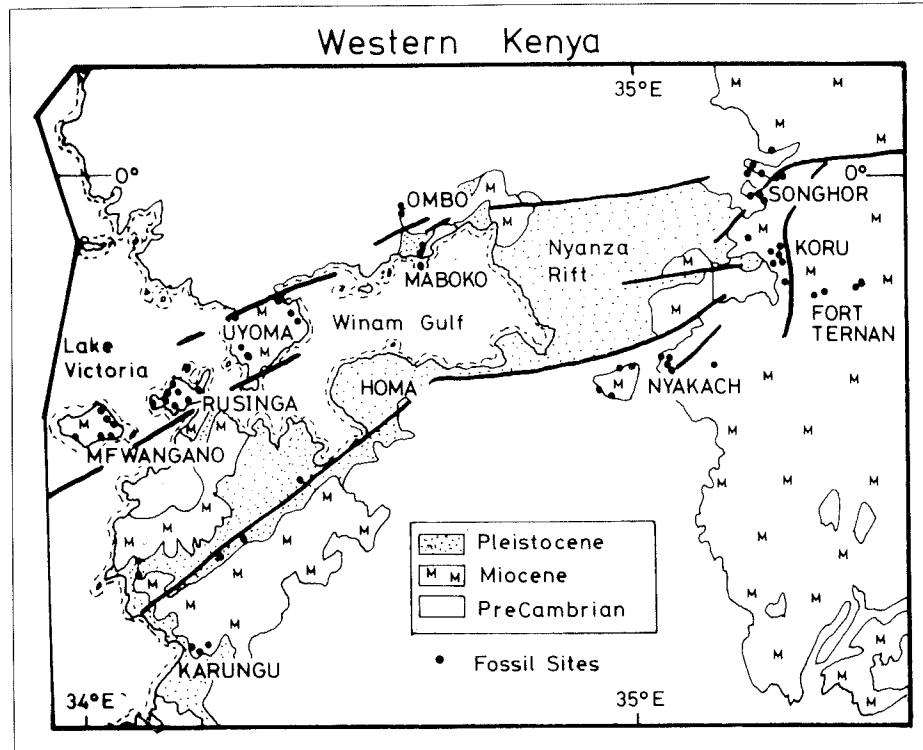 Western Kenya
35°E
0°
0°
OMBO
SONGHOR
M
Nyanza
Rift
KORU
MABOKO
UYOMA
Winam Gulf
FORT
TERNAN
Lake
Victoria
HOMA
NYAKACH
RUSINGA
MFWANGANO
Pleistocene
M M Miocene
PreCambrian
Fossil Sites
KARUNGU
34°E
35°E